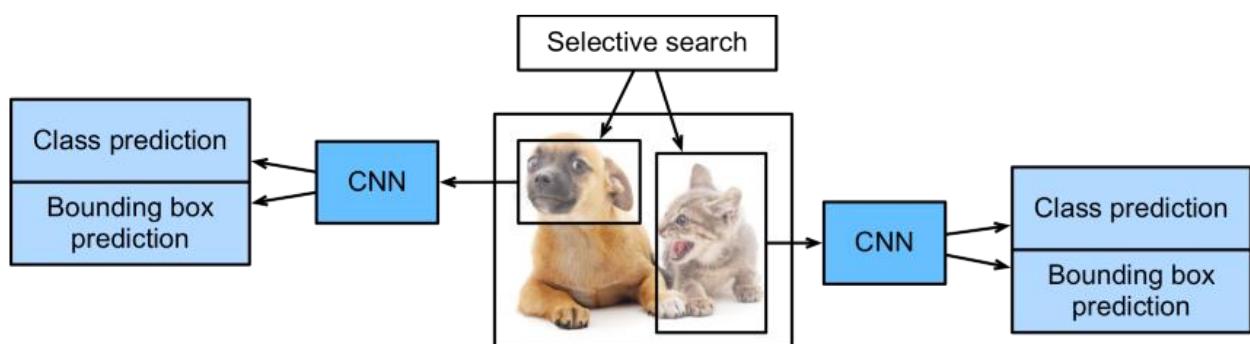 Selective search
Class prediction
Bounding box
prediction
CNN
CNN
Class prediction
Bounding box
prediction